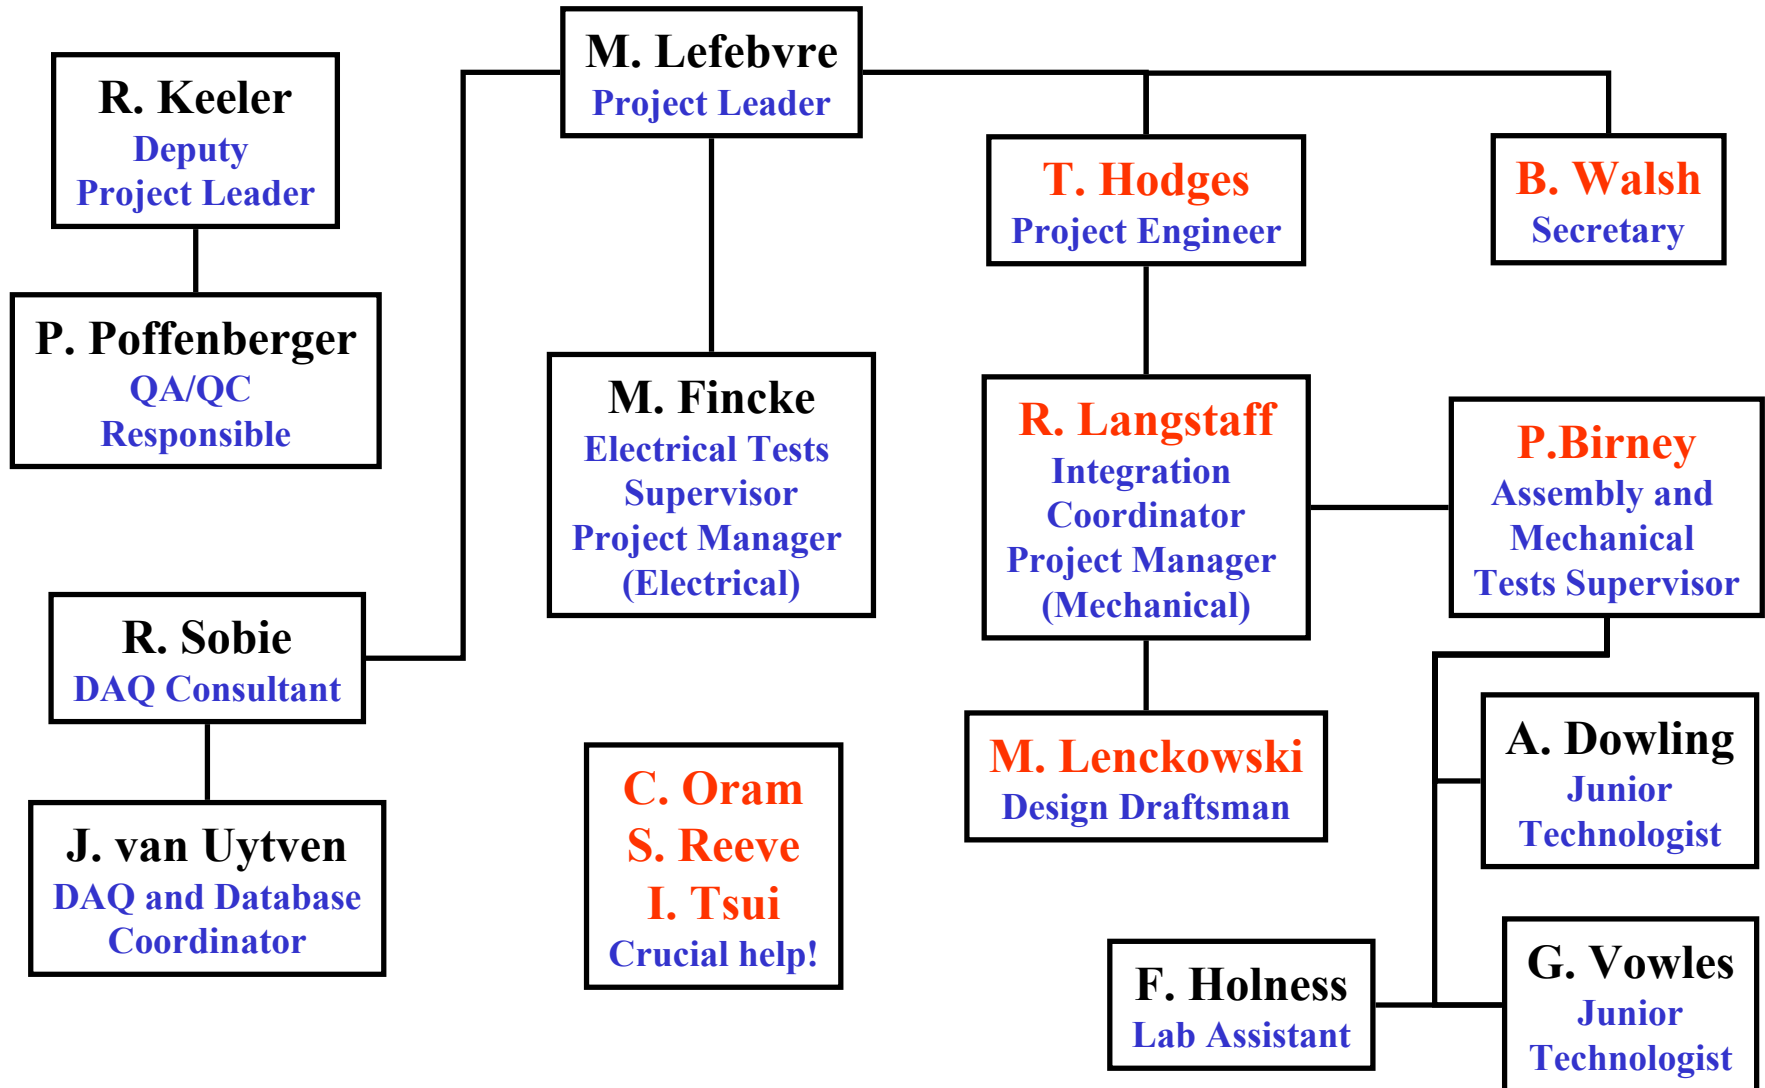 M. Lefebvre
Project Leader
R. Keeler
Deputy
Project Leader
T. Hodges
Project Engineer
B. Walsh
Secretary
P. Poffenberger
QA/QC
Responsible
M. Fincke
Electrical Tests
Supervisor
Project Manager
(Electrical)
R. Langstaff
Integration
Coordinator
Project Manager
(Mechanical)
P.Birney
Assembly and
Mechanical
Tests Supervisor
R. Sobie
DAQ Consultant
J. van Uytven
DAQ and Database
Coordinator
C. Oram
S. Reeve
I. Tsui
Crucial help!
M. Lenckowski
Design Draftsman
A. Dowling
Junior
Technologist
F. Holness
Lab Assistant
G. Vowles
Junior
Technologist